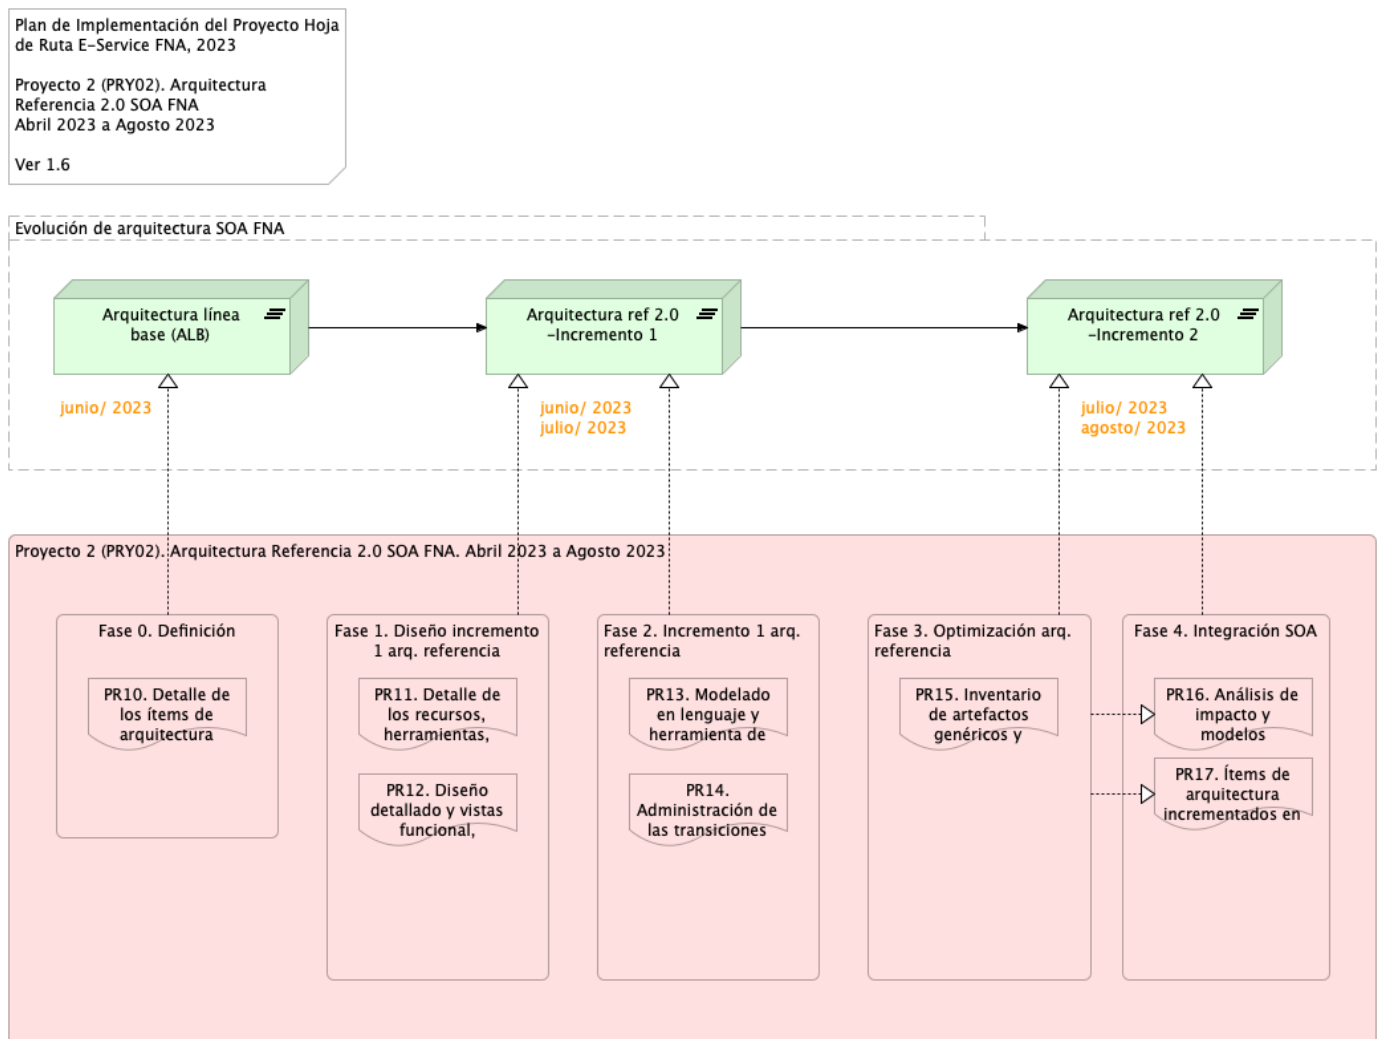 Plan de Implementación del Proyecto Hoja
de Ruta E-Service FNA, 2023
Proyecto 2 (PRY02). Arquitectura
Referencia 2.0 SOA FNA
Abril 2023 a Agosto 2023
Ver 1.6
Evolución de arquitectura SOA FNA
Arquitectura línea
base (ALB)
Arquitectura ref 2.0
-Incremento 1
Arquitectura ref 2.0
-Incremento 2
junio/ 2023
junio/ 2023
julio/ 2023
julio/ 2023
agosto/ 2023
Proyecto 2 (PRY02). Arquitectura Referencia 2.0 SOA FNA. Abril 2023 a Agosto 2023
Fase 0. Definición
PR10. Detalle de
los ítems de
arquitectura
Fase 1. Diseño incremento
1 arq. referencia
PR11. Detalle de
los recursos,
herramientas,
PR12. Diseño
detallado y vistas
funcional,
Fase 2. Incremento 1 arq.
referencia
PR13. Modelado
en lenguaje y
herramienta de
PR14.
Administración de
las transiciones
Fase 3. Optimización arq.
referencia
PR15. Inventario
de artefactos
genéricos y
Fase 4. Integración SOA
PR16. Análisis de
impacto y
modelos
PR17. Ítems de
arquitectura
incrementados en